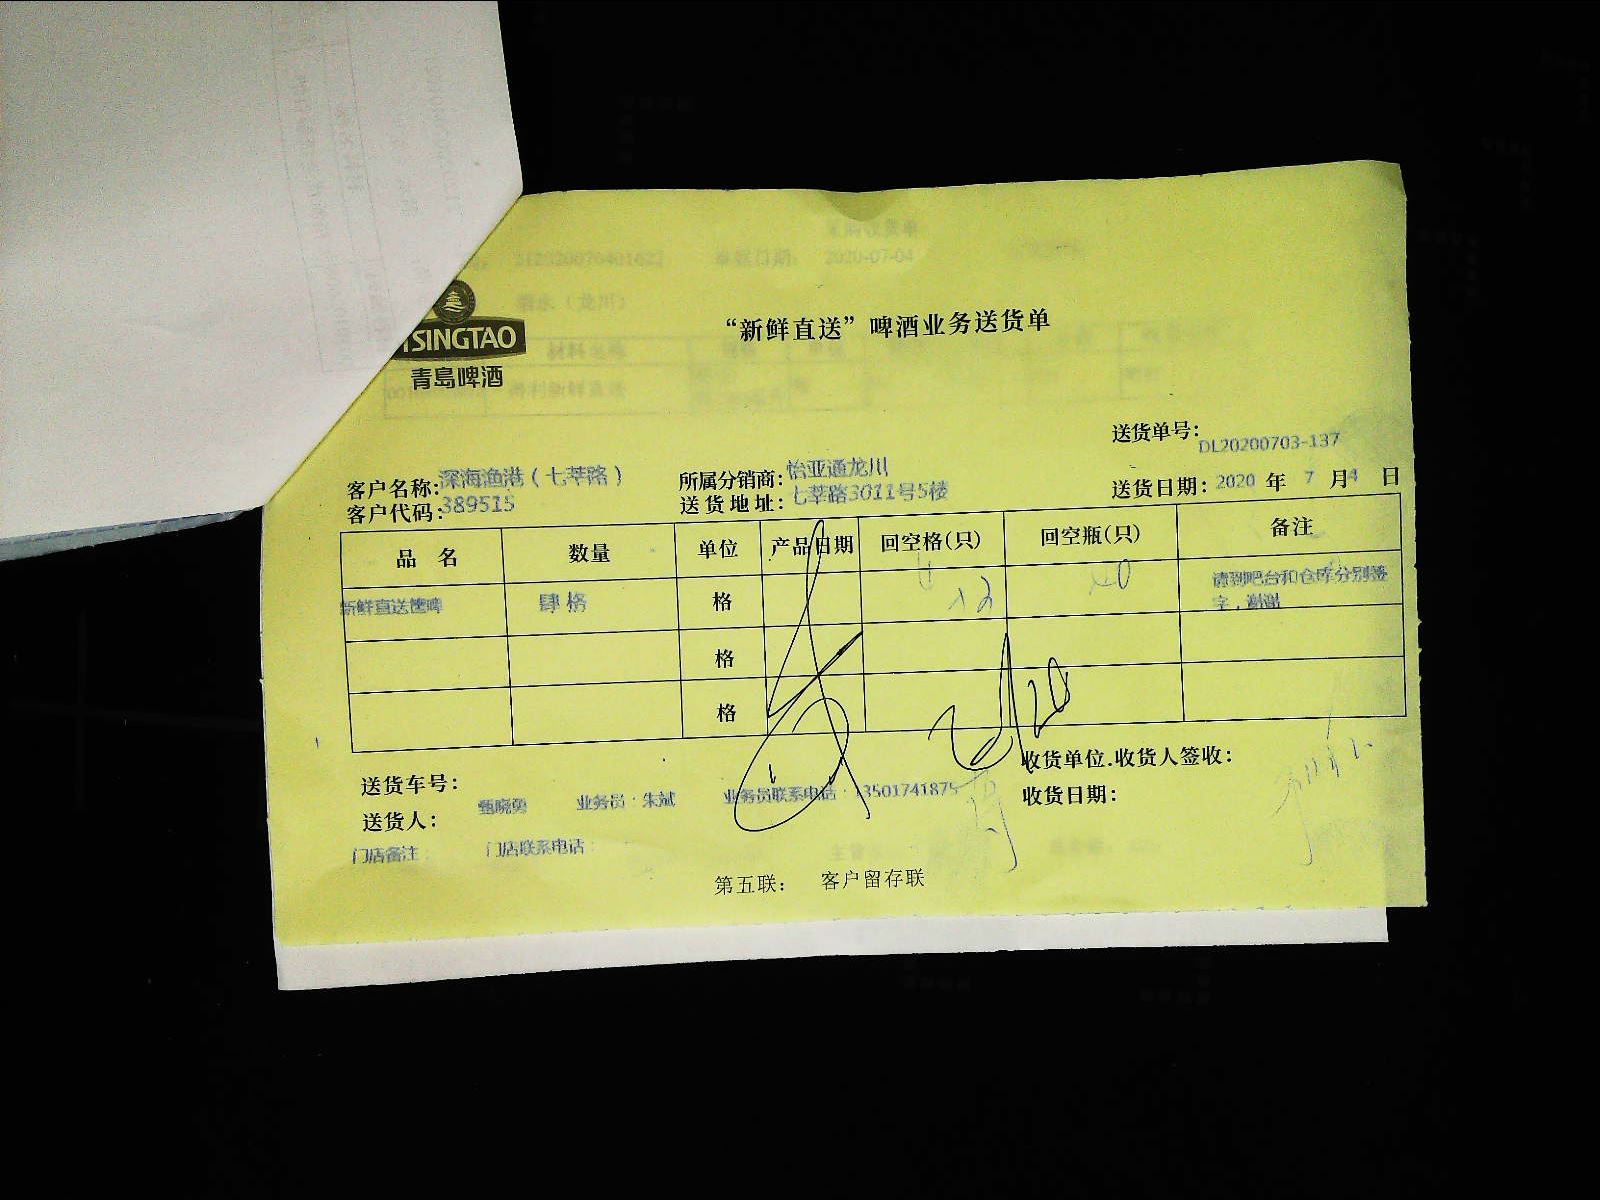 TSINGTAO
青島啤酒
“新鲜直送”啤酒业务送货单
送货单号: DL20200703-137
客户名称: 深海渔港（七莘路） 所属分销商: 怡亚通龙川
客户代码: 389515 送货地址: 七莘路3011号5楼 送货日期: 2020 年 7 月 4 日
品 名 数量 单位 产品日期 回空格(只) 回空瓶(只) 备注
新鲜直送 肆 格 格 请到吧台和仓库分别签
字，谢谢
格
格
收货单位.收货人签收:
送货车号:
送货人: 甄晓勇 业务员：朱斌 业务员联系电话：13501741875 收货日期:
门店备注： 门店联系电话：
第五联： 客户留存联